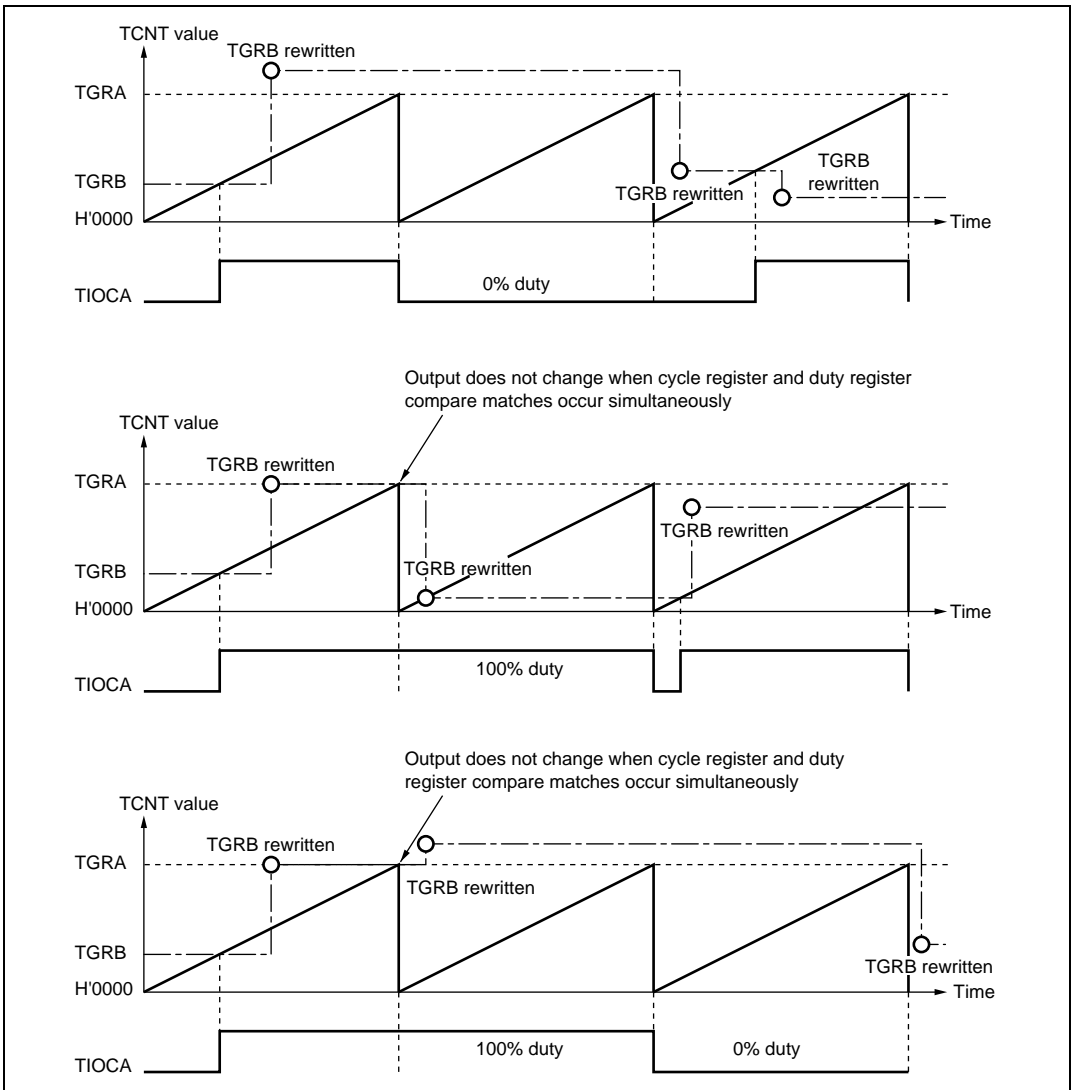 TCNT value
TGRB rewritten
TGRA
TGRB
rewritten
TGRB
TGRB rewritten
H'0000
Time
0% duty
TIOCA
Output does not change when cycle register and duty register
compare matches occur simultaneously
TCNT value
TGRB rewritten
TGRA
TGRB rewritten
TGRB
TGRB rewritten
H'0000
Time
100% duty
TIOCA
Output does not change when cycle register and duty
register compare matches occur simultaneously
TCNT value
TGRB rewritten
TGRA
TGRB rewritten
TGRB
TGRB rewritten
H'0000
Time
100% duty
0% duty
TIOCA